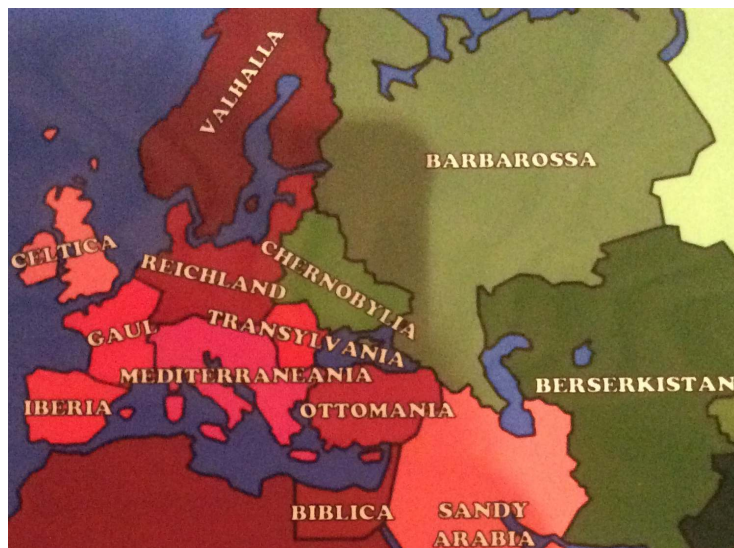 VALHALLA
BARBAROSSA
CELTICA
REICHLAND
CHERNOBYLIA
GAUL
TRANSYLVANIA
MEDITERRANEANIA
BERSERKISTAN
IBERIA
OTTOMANIA
BIBLICA
SANDY
ARABIA